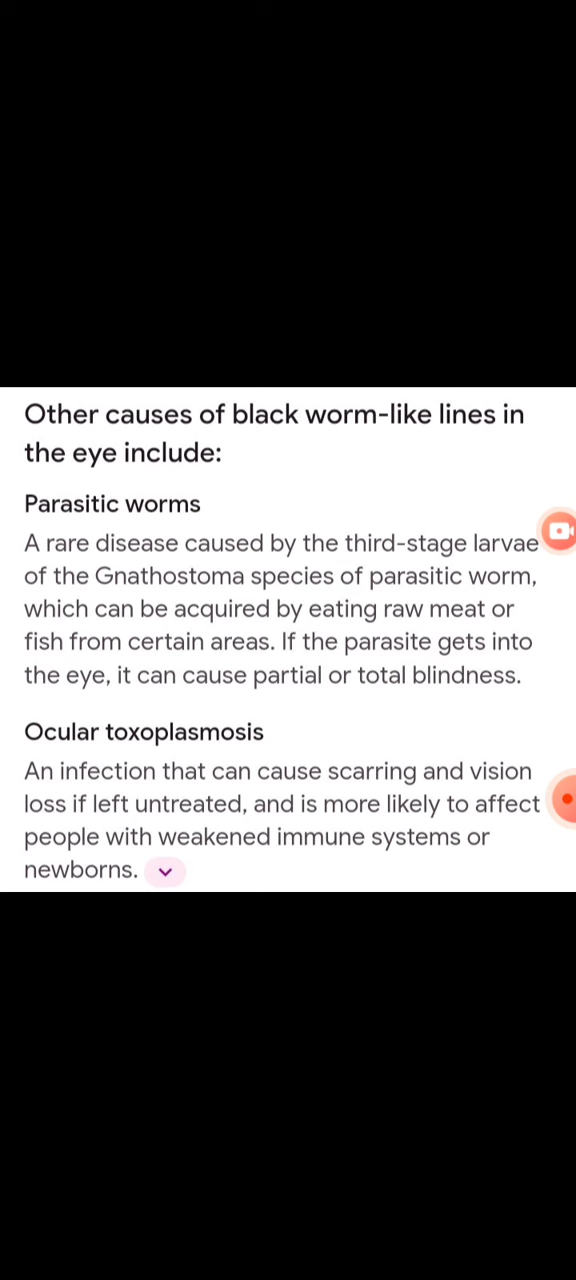 Other causes of black worm-like lines in
the eye include:
Parasitic worms
A rare disease caused by the third-stage larvae
of the Gnathostoma species of parasitic worm,
which can be acquired by eating raw meat or
fish from certain areas. If the parasite gets into
the eye, it can cause partial or total blindness.
Ocular toxoplasmosis
An infection that can cause scarring and vision
loss if left untreated, and is more likely to affect
people with weakened immune systems or
newborns.